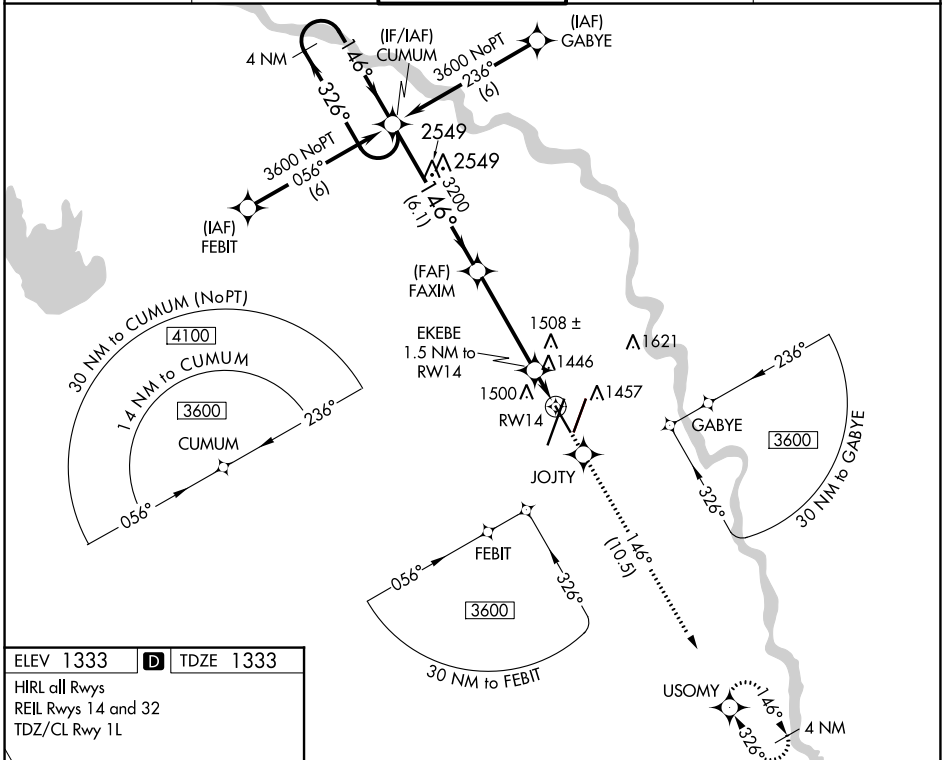 (IF/IAF)
CUMUM
(IAF)
GABYE
4 NM
146°
326°
3600 NoPT
236°
(6)
3600 NoPT
056°
(6)
2549
2549
3200
146°
(6.1)
(IAF)
FEBIT
(FAF)
FAXIM
30 NM to CUMUM (NoPT)
4100
14 NM to CUMUM
3600
CUMUM
236°
056°
EKEBE
1.5 NM to
RW14
1508 ±
1446
1621
1500
1457
RW14
JOJTY
236°
GABYE
3600
326°
30 NM to GABYE
056°
FEBIT
326°
3600
30 NM to FEBIT
146°
(10.5)
USOMY
146°
326°
4 NM
ELEV 1333 D TDZE 1333
HIRL all Rwys
REIL Rwys 14 and 32
TDZ/CL Rwy 1L